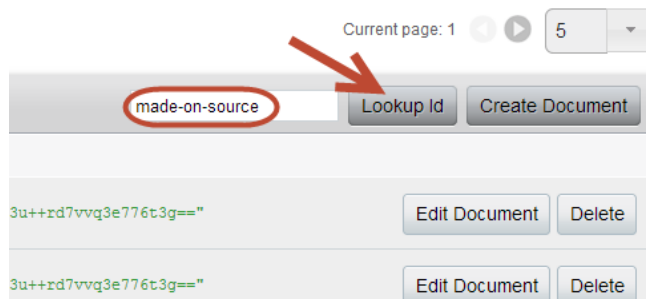 Current page: 1 5
made-on-source Lookup Id Create Document
3u++rd7vvq3e776t3g==" Edit Document Delete
3u++rd7vvq3e776t3g==" Edit Document Delete